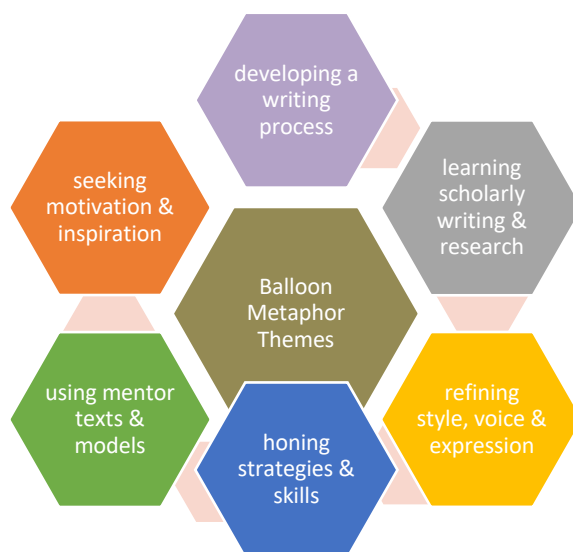 developing a
writing
process
learning
scholarly
writing &
research
refining
style, voice &
expression
honing
strategies &
skills
using mentor
texts &
models
seeking
motivation &
inspiration
Balloon
Metaphor
Themes